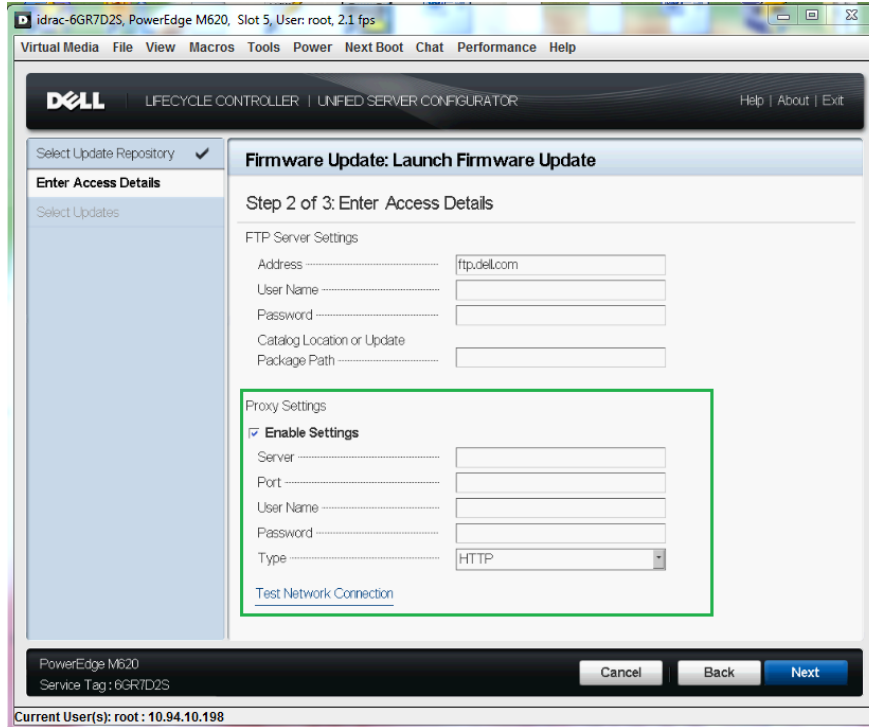 idrac-6GR7D2S, PowerEdge M620, Slot 5, User: root, 2.1 fps
Virtual Media File View Macros Tools Power Next Boot Chat Performance Help
DELL LIFECYCLE CONTROLLER | UNIFIED SERVER CONFIGURATOR Help | About | Exit
Select Update Repository
Enter Access Details
Select Updates
Firmware Update: Launch Firmware Update
Step 2 of 3: Enter Access Details
FTP Server Settings
Address ftp.dell.com
User Name
Password
Catalog Location or Update
Package Path
Proxy Settings
Enable Settings
Server
Port
User Name
Password
Type HTTP
Test Network Connection
PowerEdge M620
Service Tag : 6GR7D2S
Cancel Back Next
Current User(s): root : 10.94.10.198